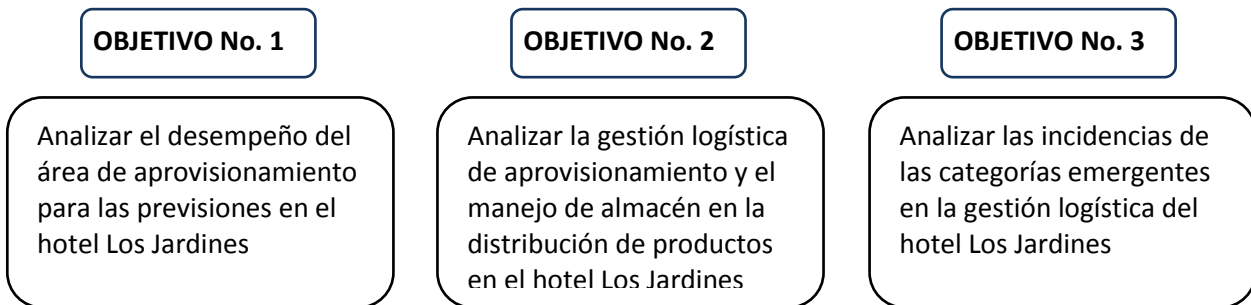 OBJETIVO No. 1
Analizar el desempeño del
área de aprovisionamiento
para las previsiones en el
hotel Los Jardines
OBJETIVO No. 2
Analizar la gestión logística
de aprovisionamiento y el
manejo de almacén en la
distribución de productos
en el hotel Los Jardines
OBJETIVO No. 3
Analizar las incidencias de
las categorías emergentes
en la gestión logística del
hotel Los Jardines